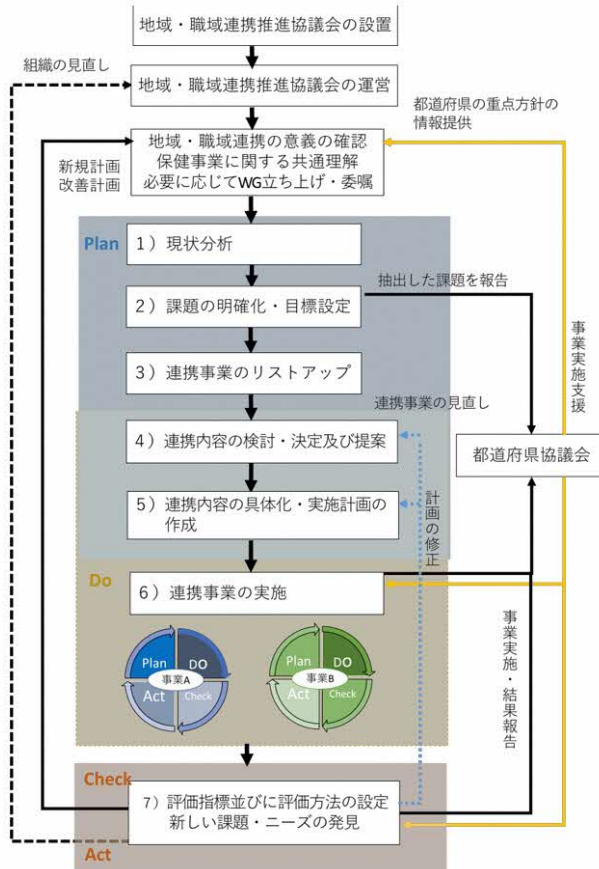 地域・職域連携推進協議会の設置
組織の見直し
地域・職域連携推進協議会の運営
都道府県の重点方針の
情報提供
地域・職域連携の意義の確認
保健事業に関する共通理解
必要に応じてWG立ち上げ・委嘱
新規計画
改善計画
Plan
1）現状分析
抽出した課題を報告
2）課題の明確化・目標設定
事業実施支援
3）連携事業のリストアップ
連携事業の見直し
4）連携内容の検討・決定及び提案
都道府県協議会
5）連携内容の具体化・実施計画の
作成
計画の修正
Do
6）連携事業の実施
事業実施・結果報告
Plan
DO
事業A
Act
Check
Plan
DO
事業B
Act
Check
Check
7）評価指標並びに評価方法の設定
新しい課題・ニーズの発見
Act